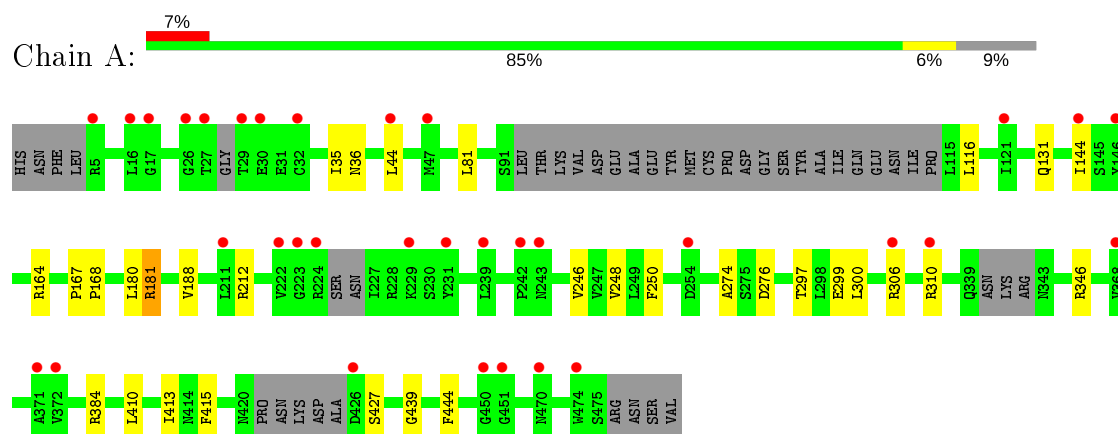 7%
Chain A:
85% 6% 9%
HIS ASN PHE LEU R5 L16 G17 G26 T27 GLY T29 E30 E31 C32 I35 N36 L44 M47 L81 S91 LEU THR LYS VAL ASP GLU ALA GLU TYR MET CYS PRO ASP GLY SER TYR ALA ILE GLN GLU ASN ILE PRO L115 L116 I121 Q131 I144 S145
R164 P167 P168 L180 R181 V188 L211 R212 V222 G223 R224 SER ASN I227 R228 K229 S230 Y231 L239 P242 N243 V246 V247 V248 L249 F250 D254 A274 S275 D276 T297 L298 E299 L300 R306 R310 Q339 ASN LYS ARG N343 R346
A371 V372 R384 L410 I413 N414 F415 N420 PRO ASN LYS ASP ALA D426 S427 G439 F444 G450 G451 N470 W474 S475 ARG ASN SER VAL